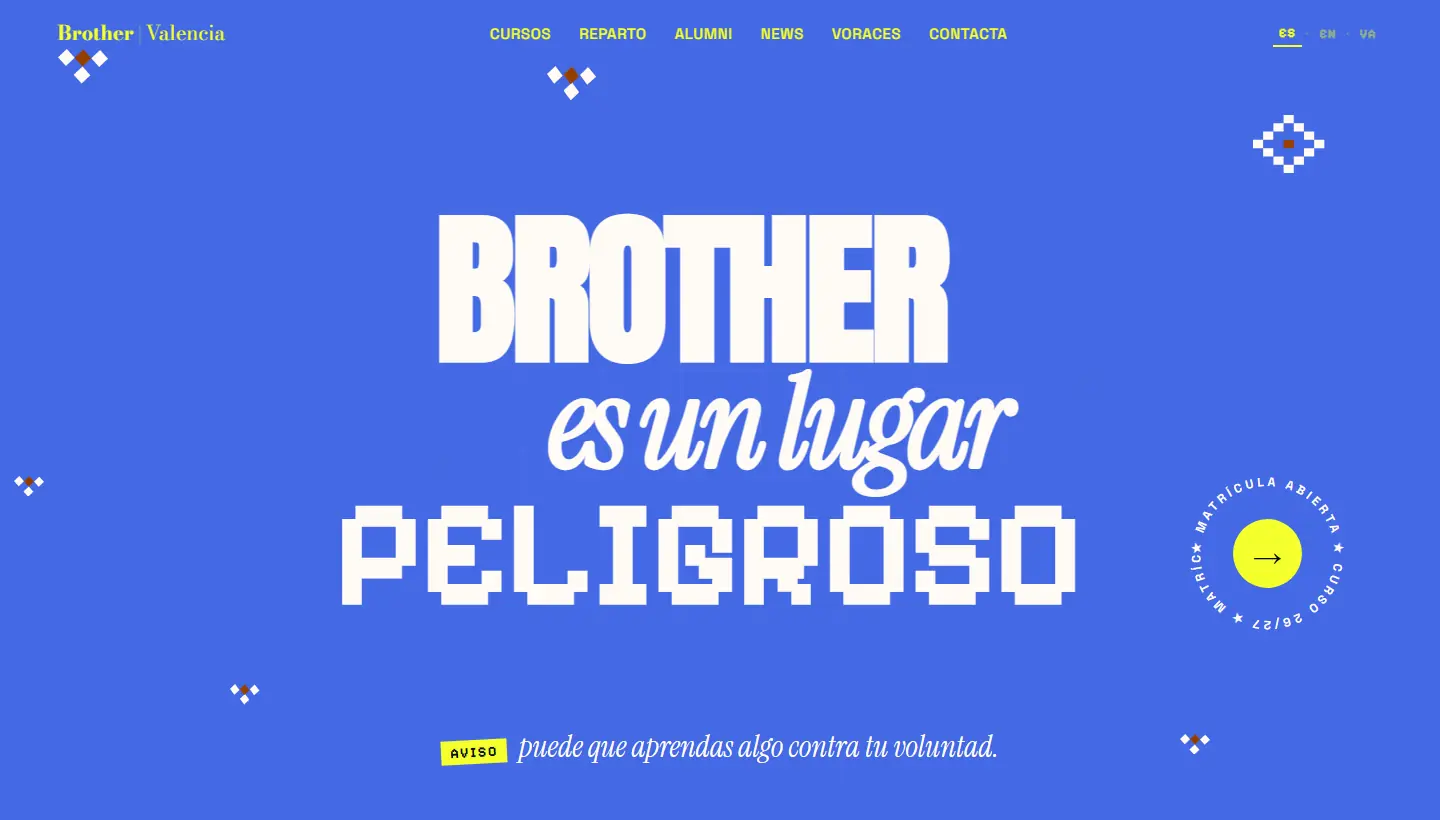 Brother | Valencia
CURSOS REPARTO ALUMNI NEWS VORACES CONTACTA
ES · EN · VA
BROTHER
es un lugar
PELIGROSO
★ MATRÍCULA ABIERTA ★ CURSO 26/27 ★ MATRÍC
→
AVISO puede que aprendas algo contra tu voluntad.